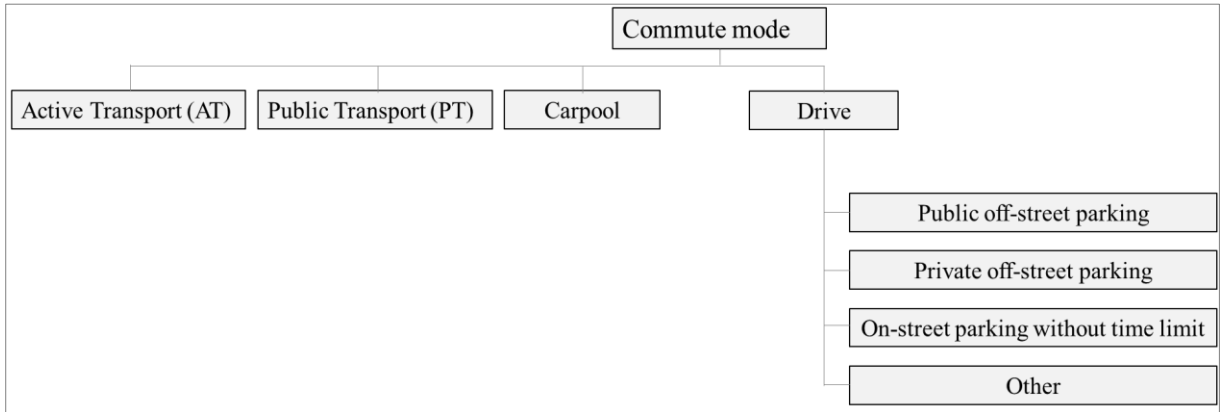 Commute mode
Active Transport (AT)
Public Transport (PT)
Carpool
Drive
Public off-street parking
Private off-street parking
On-street parking without time limit
Other